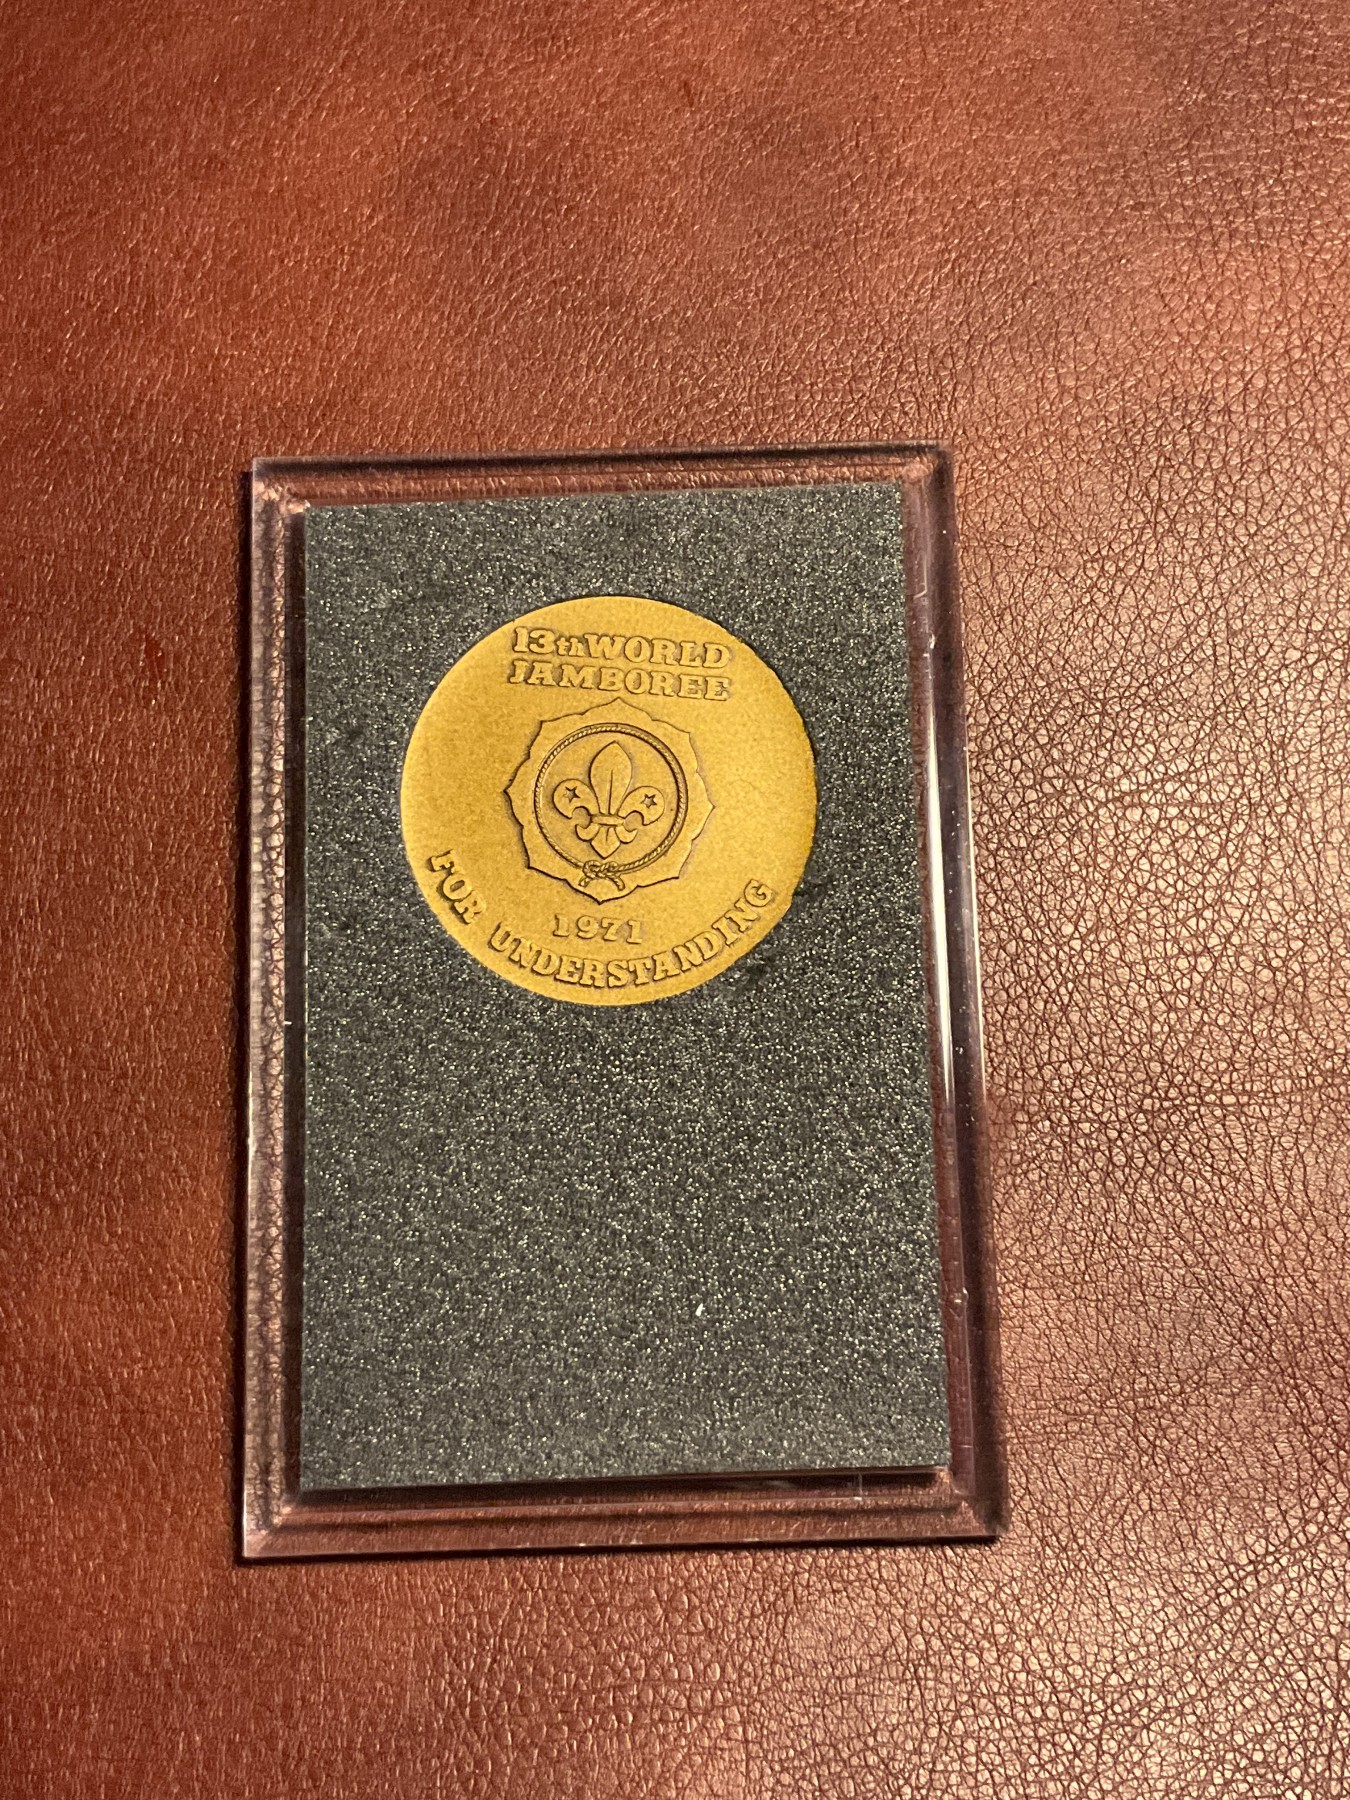 13th WORLD
JAMBOREE
1971
FOR UNDERSTANDING